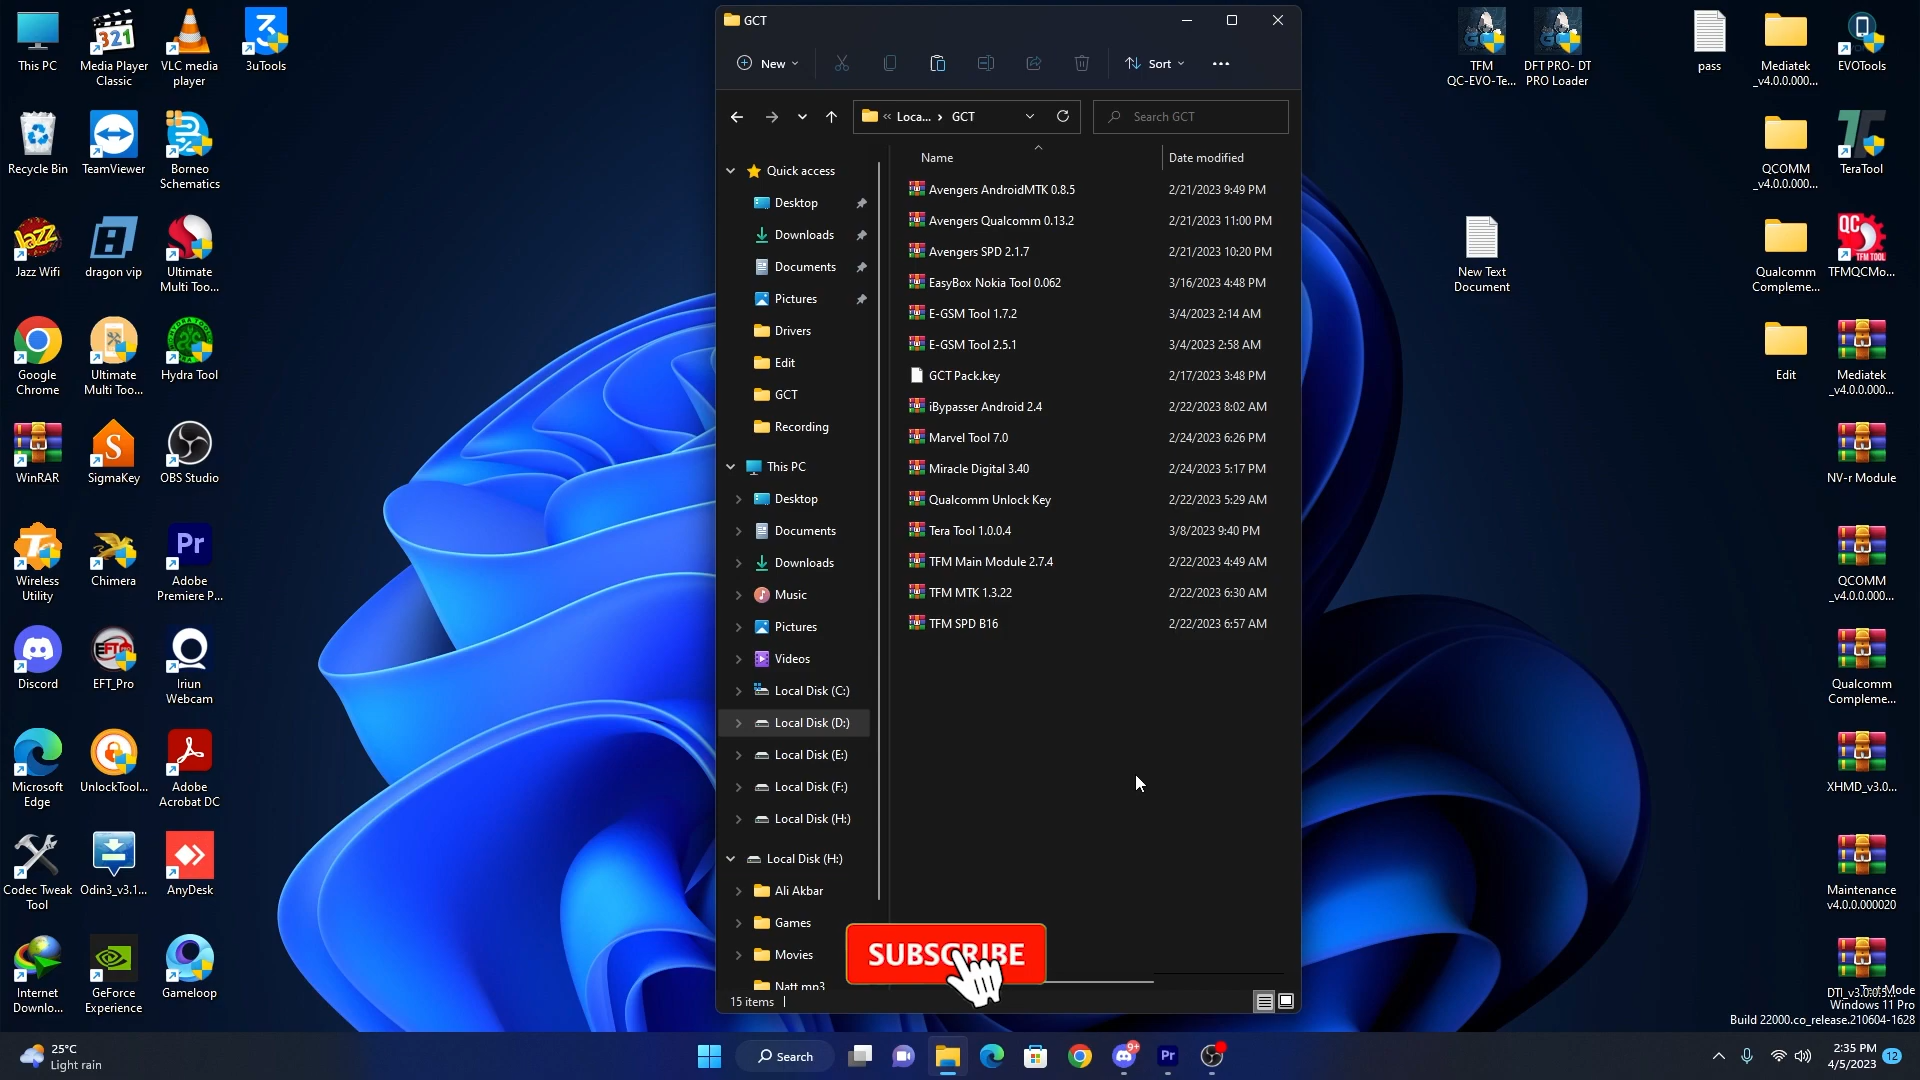 This PC
Media Player
Classic
VLC media
player
3uTools
Recycle Bin
TeamViewer
Borneo
Schematics
Jazz Wifi
dragon vip
Ultimate
Multi Too...
Google
Chrome
Ultimate
Multi Too...
Hydra Tool
WinRAR
SigmaKey
OBS Studio
Wireless
Utility
Chimera
Adobe
Premiere P...
Discord
EFT_Pro
Iriun
Webcam
Microsoft
Edge
UnlockTool...
Adobe
Acrobat DC
Codec Tweak
Tool
Odin3_v3.1...
AnyDesk
Internet
Downlo...
GeForce
Experience
Gameloop
GCT
New
Sort
« Loca... › GCT
Search GCT
Quick access
Desktop
Downloads
Documents
Pictures
Drivers
Edit
GCT
Recording
This PC
Desktop
Documents
Downloads
Music
Pictures
Videos
Local Disk (C:)
Local Disk (D:)
Local Disk (E:)
Local Disk (F:)
Local Disk (H:)
Local Disk (H:)
Ali Akbar
Games
Movies
Natt mp3
Name Date modified
Avengers AndroidMTK 0.8.5 2/21/2023 9:49 PM
Avengers Qualcomm 0.13.2 2/21/2023 11:00 PM
Avengers SPD 2.1.7 2/21/2023 10:20 PM
EasyBox Nokia Tool 0.062 3/16/2023 4:48 PM
E-GSM Tool 1.7.2 3/4/2023 2:14 AM
E-GSM Tool 2.5.1 3/4/2023 2:58 AM
GCT Pack.key 2/17/2023 3:48 PM
iBypasser Android 2.4 2/22/2023 8:02 AM
Marvel Tool 7.0 2/24/2023 6:26 PM
Miracle Digital 3.40 2/24/2023 5:17 PM
Qualcomm Unlock Key 2/22/2023 5:29 AM
Tera Tool 1.0.0.4 3/8/2023 9:40 PM
TFM Main Module 2.7.4 2/22/2023 4:49 AM
TFM MTK 1.3.22 2/22/2023 6:30 AM
TFM SPD B16 2/22/2023 6:57 AM
SUBSCRIBE
15 items
TFM
QC-EVO-Te...
DFT PRO- DT
PRO Loader
pass
Mediatek
_v4.0.0.000...
EVOTools
QCOMM
_v4.0.0.000...
TeraTool
New Text
Document
Qualcomm
Compleme...
QC
TFM TOOL
TFMQCMo...
Edit
Mediatek
_v4.0.0.000...
NV-r Module
QCOMM
_v4.0.0.000...
Qualcomm
Compleme...
XHMD_v3.0...
Maintenance
v4.0.0.000020
Test Mode
Windows 11 Pro
Build 22000.co_release.210604-1628
25°C
Light rain
Search
9+
Pr
2:35 PM
4/5/2023
12